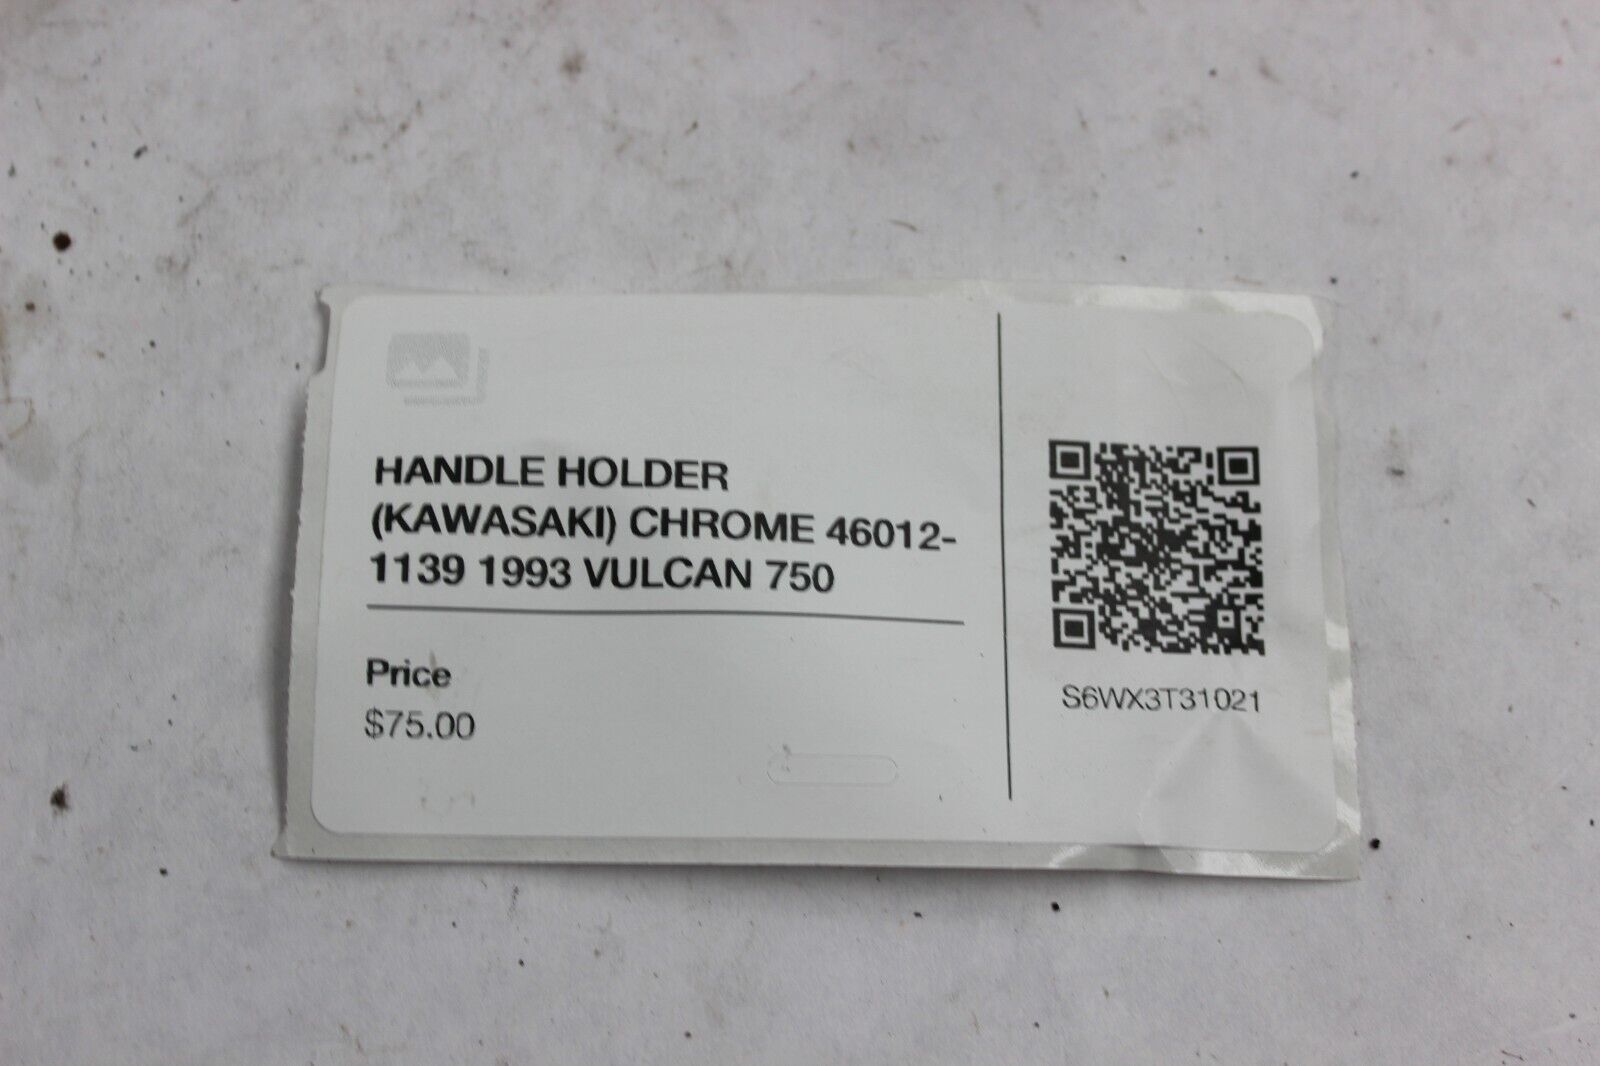 HANDLE HOLDER
(KAWASAKI) CHROME 46012-
1139 1993 VULCAN 750
Price
$75.00
S6WX3T31021